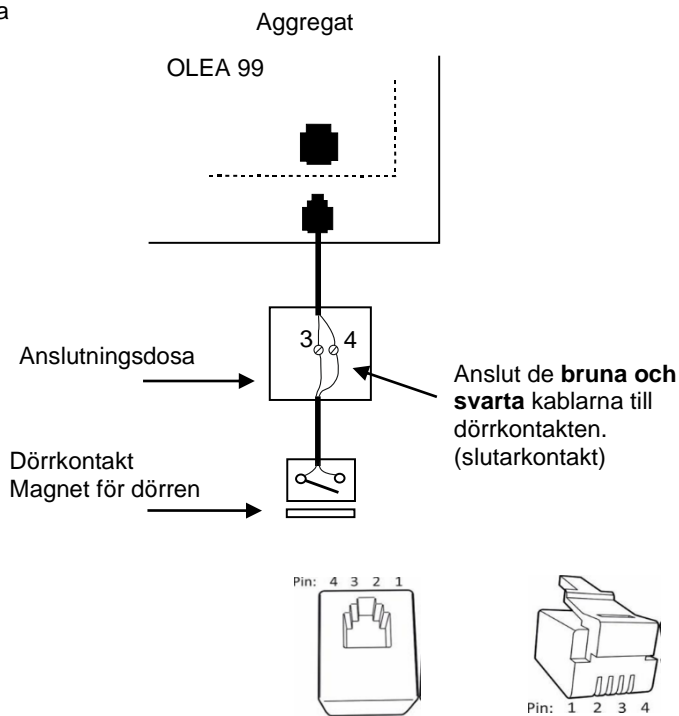 a
Aggregat
OLEA 99
3 4
Anslutningsdosa
Anslut de bruna och
svarta kablarna till
dörrkontakten.
(slutarkontakt)
Dörrkontakt
Magnet för dörren
Pin: 4 3 2 1
Pin: 1 2 3 4